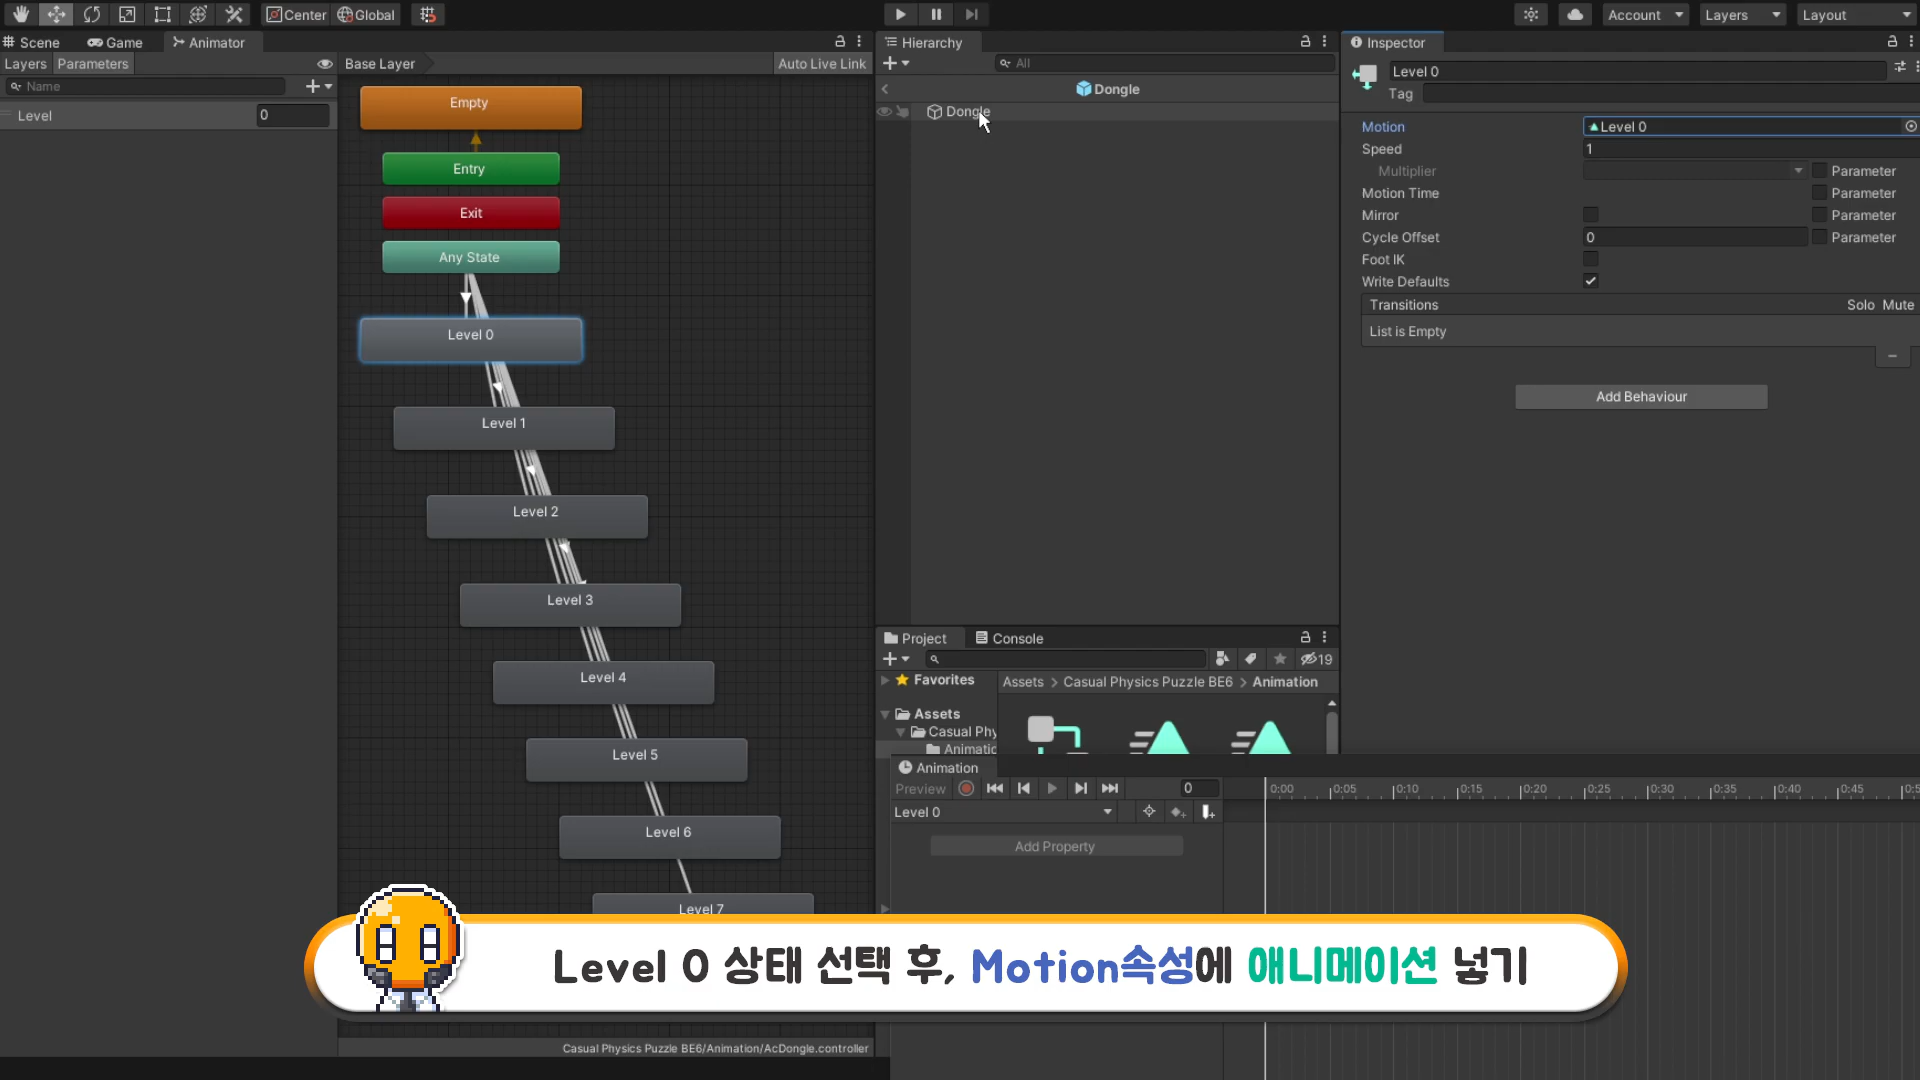 Center Global
Account Layers Layout
Scene Game Animator
Layers Parameters
Base Layer Auto Live Link
Name
Level 0
Empty
Entry
Exit
Any State
Level 0
Level 1
Level 2
Level 3
Level 4
Level 5
Level 6
Level 7
Casual Physics Puzzle BE6/Animation/AcDongle.controller
Hierarchy
All
Dongle
Dongle
Inspector
Level 0
Tag
Motion Level 0
Speed 1
Multiplier Parameter
Motion Time Parameter
Mirror Parameter
Cycle Offset 0 Parameter
Foot IK
Write Defaults
Transitions Solo Mute
List is Empty
Add Behaviour
Project Console
19
Favorites
Assets > Casual Physics Puzzle BE6 > Animation
Assets
Casual Phy
Animatic
Animation
Preview 0
0:00 0:05 0:10 0:15 0:20 0:25 0:30 0:35 0:40 0:45 0:5
Level 0
Add Property
Level 0 상태 선택 후, Motion속성에 애니메이션 넣기